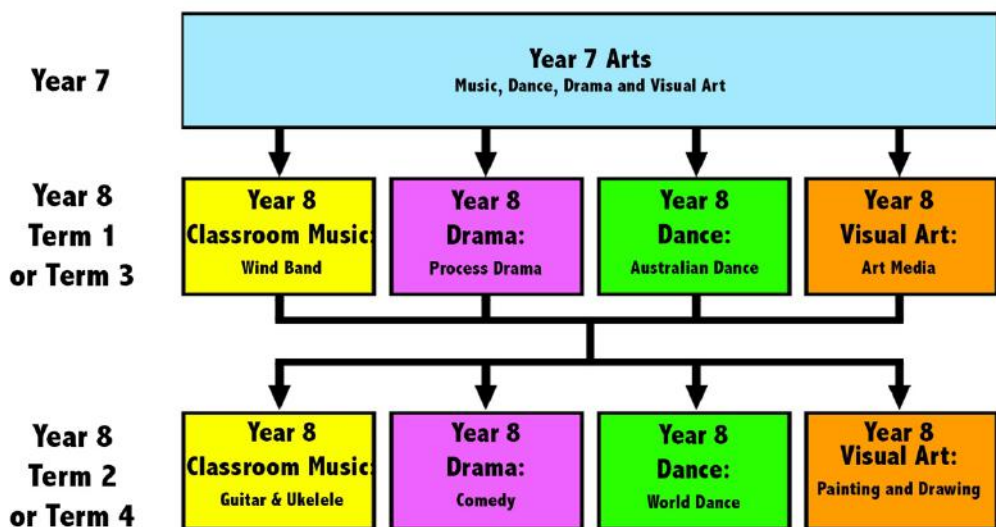 Year 7
Year 7 Arts
Music, Dance, Drama and Visual Art
Year 8
Term 1
or Term 3
Year 8
Classroom Music:
Wind Band
Year 8
Drama:
Process Drama
Year 8
Dance:
Australian Dance
Year 8
Visual Art:
Art Media
Year 8
Term 2
or Term 4
Year 8
Classroom Music:
Guitar & Ukelele
Year 8
Drama:
Comedy
Year 8
Dance:
World Dance
Year 8
Visual Art:
Painting and Drawing